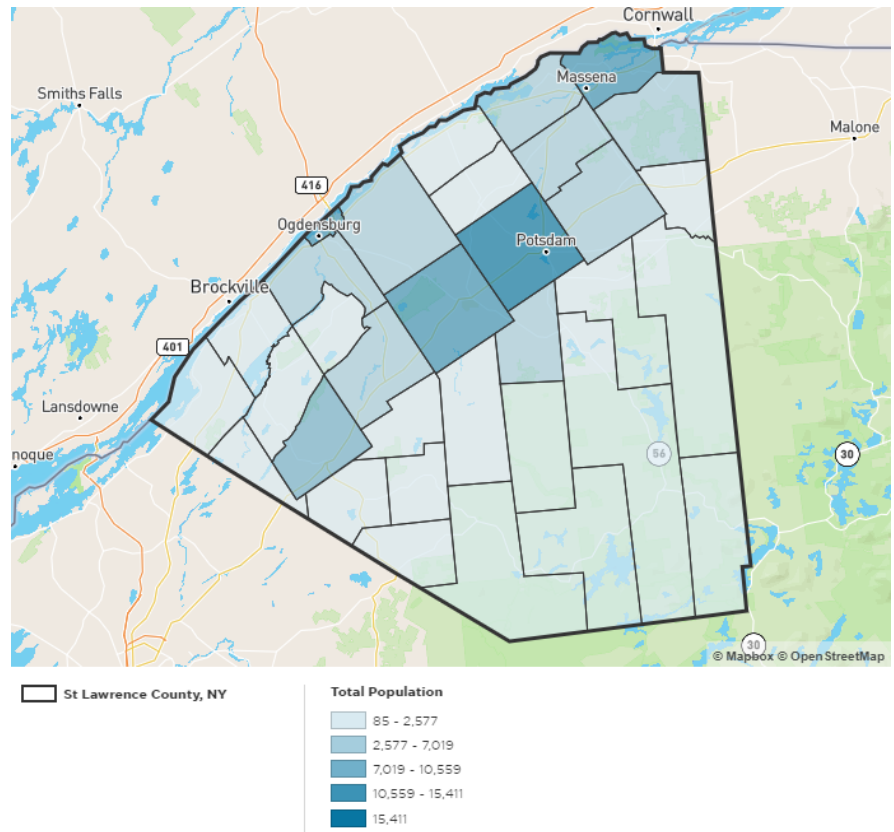 Cornwall
Smiths Falls
Massena
Malone
416
Ogdensburg
Potsdam
Brockville
401
Lansdowne
noque
56
30
30
© Mapbox © OpenStreetMap
St Lawrence County, NY
Total Population
85 - 2,577
2,577 - 7,019
7,019 - 10,559
10,559 - 15,411
15,411